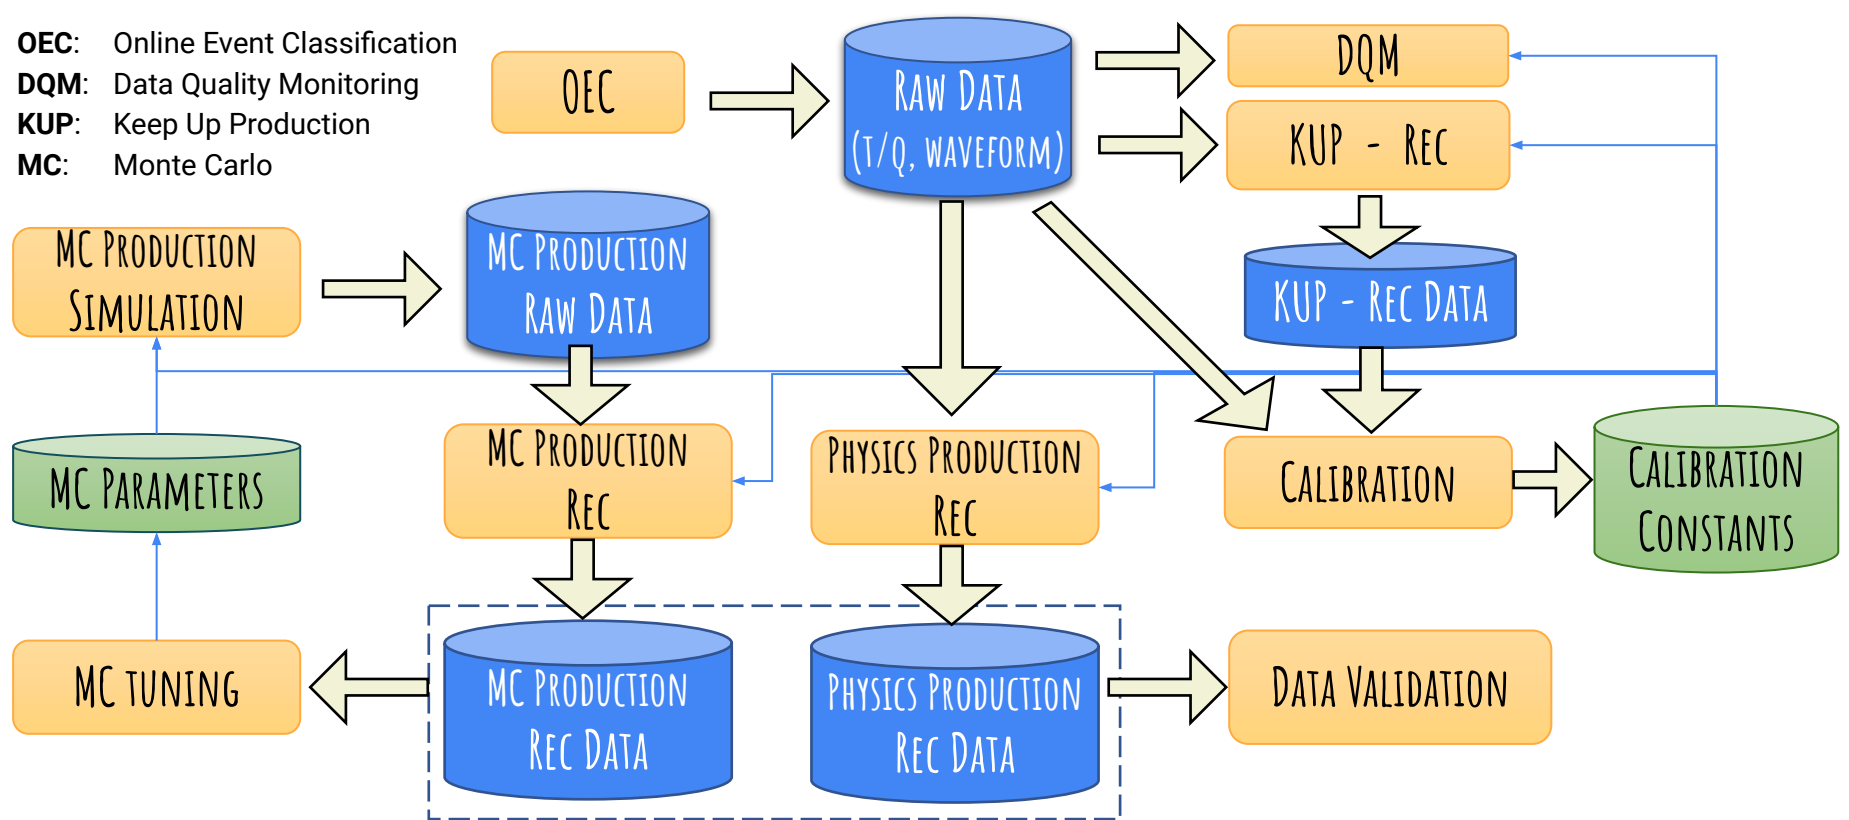 OEC: Online Event Classification
DQM: Data Quality Monitoring
KUP: Keep Up Production
MC: Monte Carlo
OEC
RAW DATA
(T/Q, WAVEFORM)
DQM
KUP - REC
MC PRODUCTION
SIMULATION
MC PRODUCTION
RAW DATA
KUP - REC DATA
MC PARAMETERS
MC PRODUCTION
REC
PHYSICS PRODUCTION
REC
CALIBRATION
CALIBRATION
CONSTANTS
MC TUNING
MC PRODUCTION
REC DATA
PHYSICS PRODUCTION
REC DATA
DATA VALIDATION